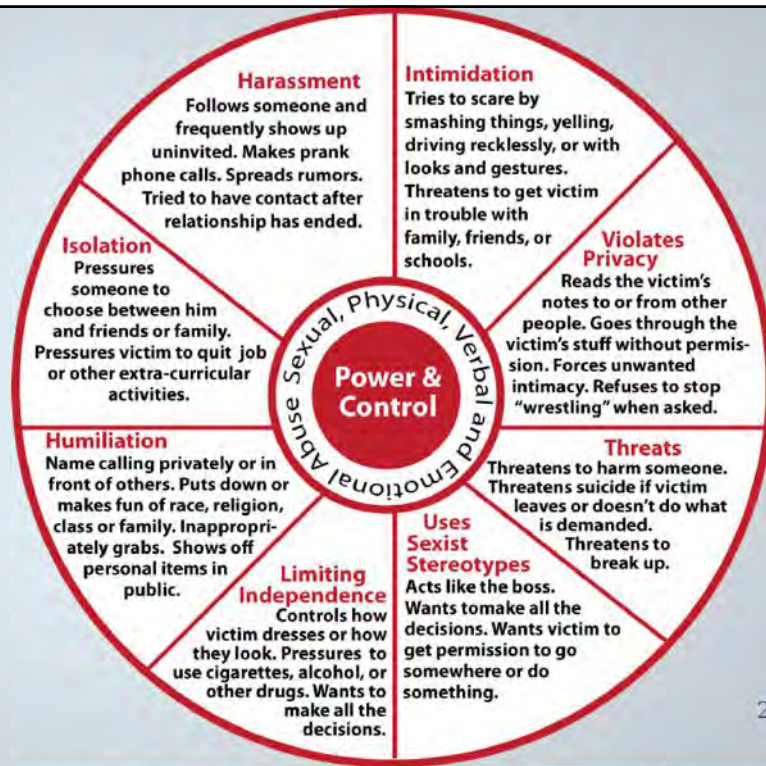 Harassment
Follows someone and
frequently shows up
uninvited. Makes prank
phone calls. Spreads rumors.
Tried to have contact after
relationship has ended.
Intimidation
Tries to scare by
smashing things, yelling,
driving recklessly, or with
looks and gestures.
Threatens to get victim
in trouble with
family, friends, or
schools.
Violates
Privacy
Reads the victim's
notes to or from other
people. Goes through the
victim's stuff without permis-
sion. Forces unwanted
intimacy. Refuses to stop
"wrestling" when asked.
Threats
Threatens to harm someone.
Threatens suicide if victim
leaves or doesn't do what
is demanded.
Threatens to
break up.
Uses
Sexist
Stereotypes
Acts like the boss.
Wants tomake all the
decisions. Wants victim to
get permission to go
somewhere or do
something.
Limiting
Independence
Controls how
victim dresses or how
they look. Pressures to
use cigarettes, alcohol, or
other drugs. Wants to
make all the
decisions.
Humiliation
Name calling privately or in
front of others. Puts down or
makes fun of race, religion,
class or family. Inappropri-
ately grabs. Shows off
personal items in
public.
Isolation
Pressures
someone to
choose between him
and friends or family.
Pressures victim to quit job
or other extra-curricular
activities.
Sexual, Physical, Verbal and Emotional Abuse
Power &
Control
2